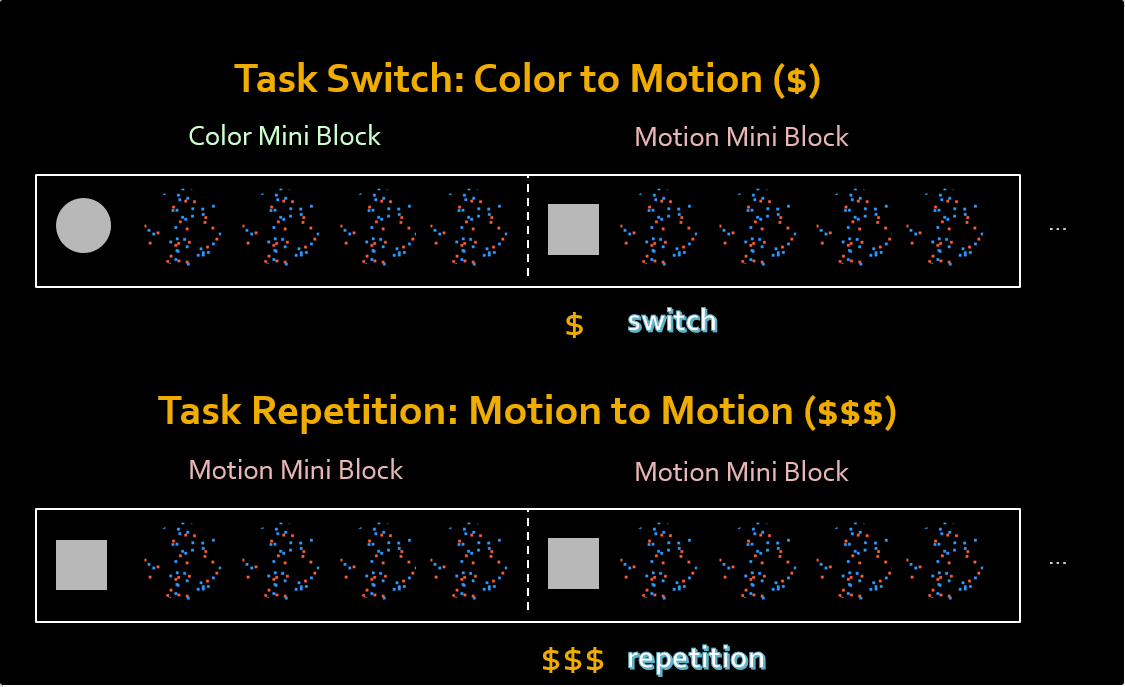 Task Switch: Color to Motion ($)
Color Mini Block
Motion Mini Block
...
$ switch
Task Repetition: Motion to Motion ($$$)
Motion Mini Block
Motion Mini Block
...
$$$ repetition